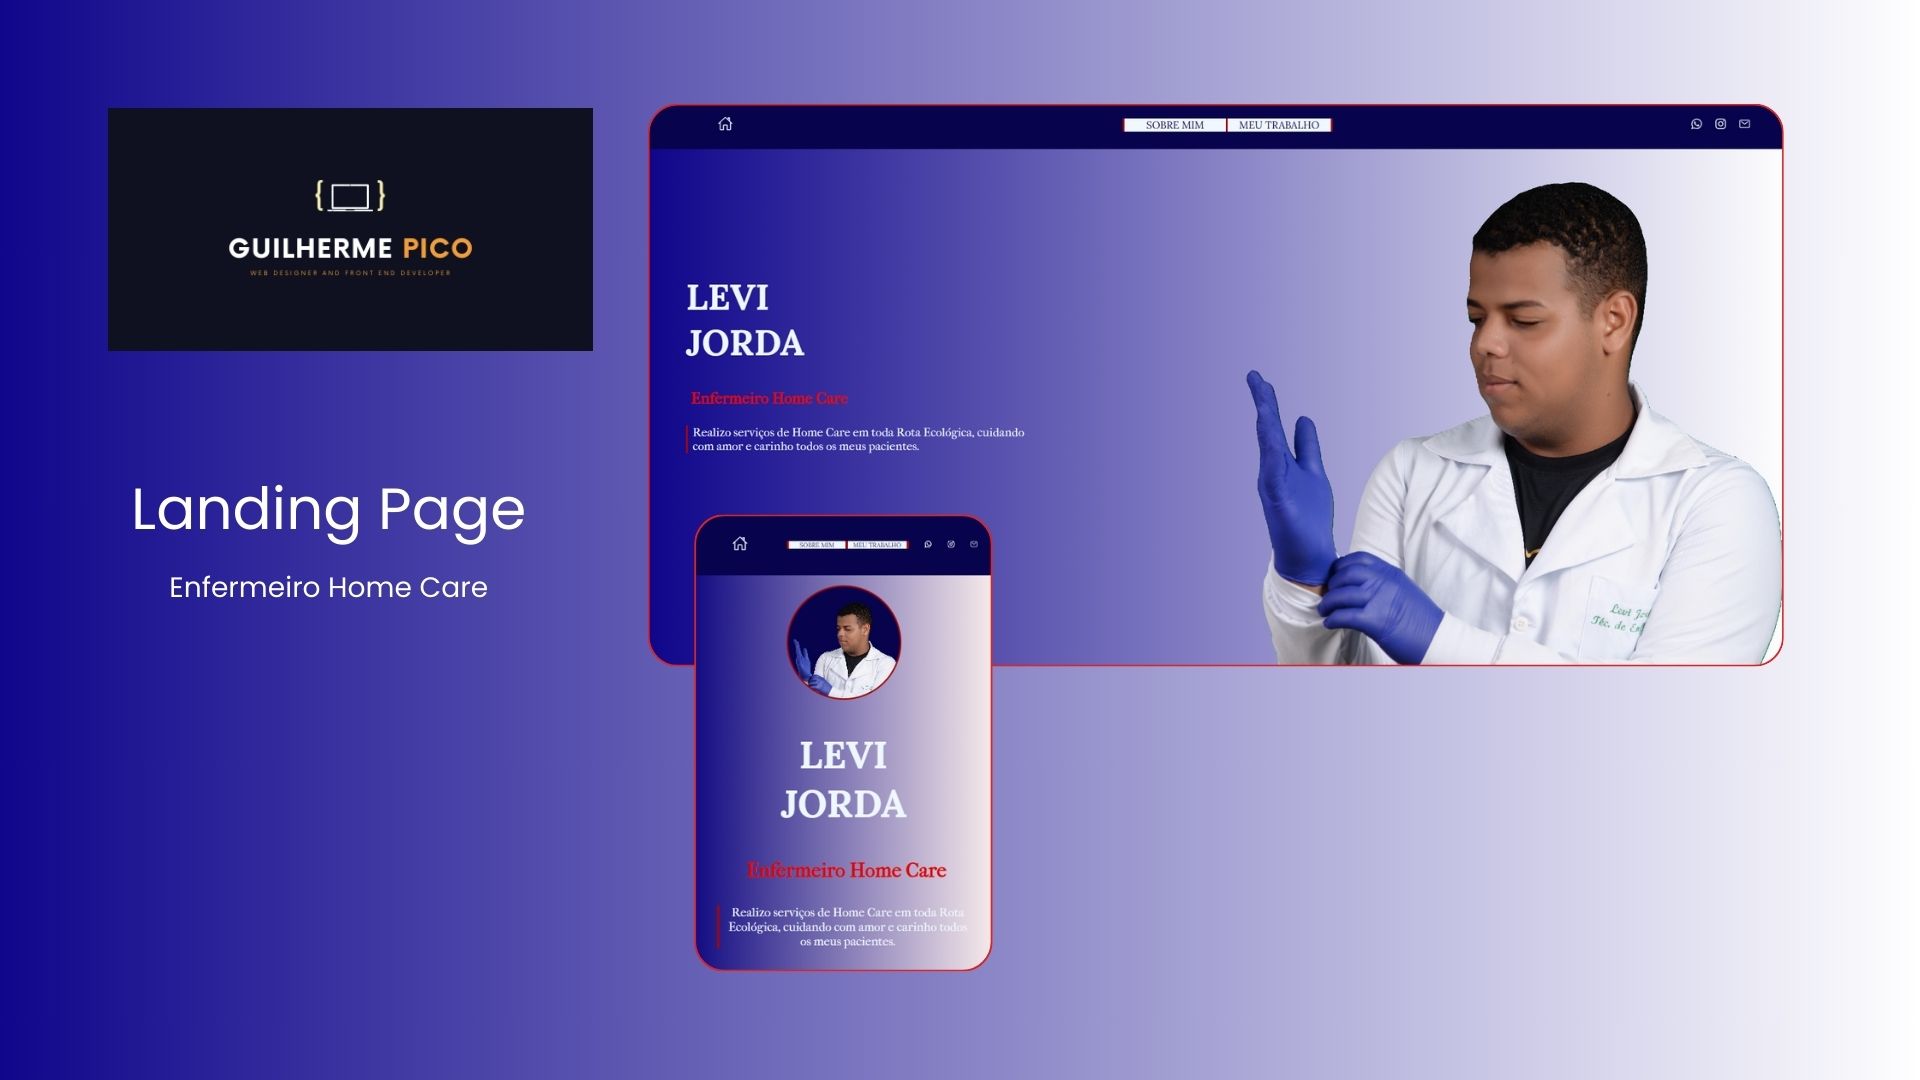 GUILHERME PICO
WEB DESIGNER AND FRONT END DEVELOPER
Landing Page
Enfermeiro Home Care
SOBRE MIM
MEU TRABALHO
LEVI
JORDA
Enfermeiro Home Care
Realizo serviços de Home Care em toda Rota Ecológica, cuidando
com amor e carinho todos os meus pacientes.
Levi
Téc. de
SOBRE MIM
MEU TRABALHO
LEVI
JORDA
Enfermeiro Home Care
Realizo serviços de Home Care em toda Rota
Ecológica, cuidando com amor e carinho todos
os meus pacientes.